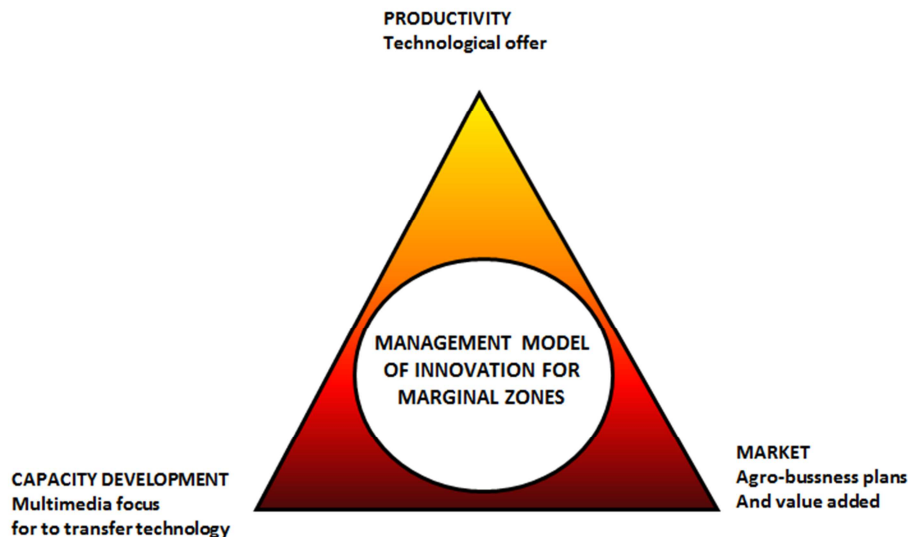 PRODUCTIVITY
Technological offer
MANAGEMENT MODEL
OF INNOVATION FOR
MARGINAL ZONES
CAPACITY DEVELOPMENT
Multimedia focus
for to transfer technology
MARKET
Agro-bussness plans
And value added